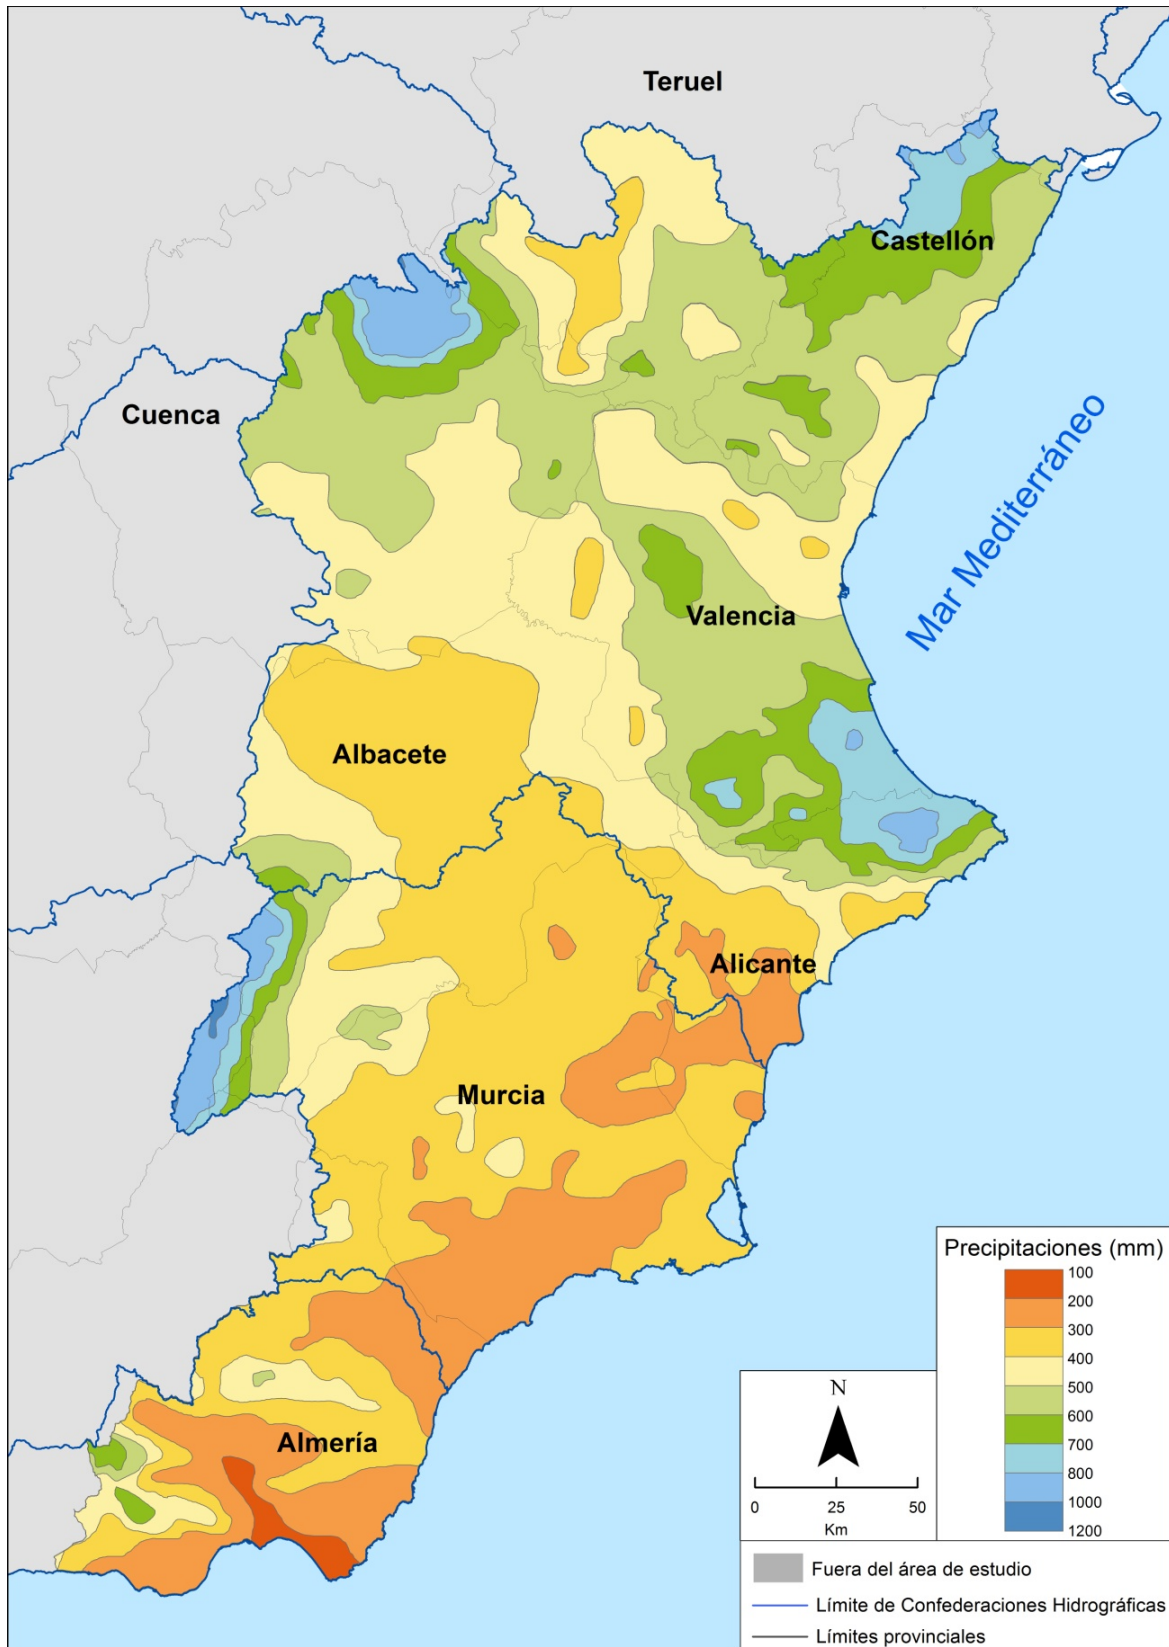 Teruel
Castellón
Cuenca
Mar Mediterráneo
Valencia
Albacete
Alicante
Murcia
Almería
Precipitaciones (mm)
100
200
300
400
500
600
700
800
1000
1200
N
0 25 50
Km
Fuera del área de estudio
Límite de Confederaciones Hidrográficas
Límites provinciales